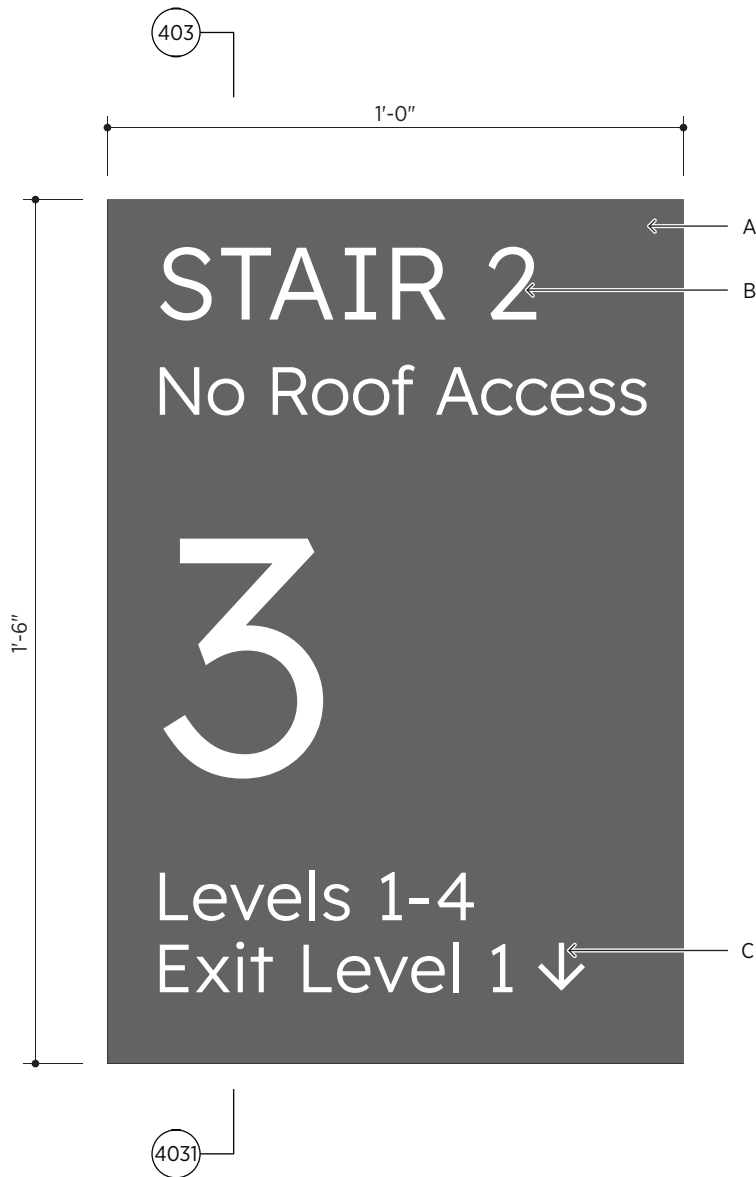 403
1'-0"
A
STAIR 2
B
No Roof Access
1'-6"
3
Levels 1-4
Exit Level 1 ↓
C
4031